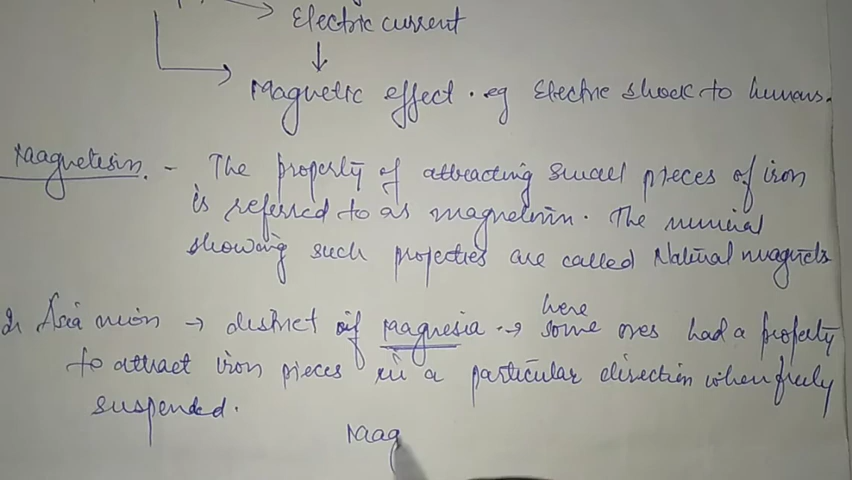 Electric current
Magnetic effect. eg Electric shock to humans.
Magnetism. - The property of attracting small pieces of iron
is referred to as magnetism. The mineral
showing such properties are called Natural magnets
In Asia minor → district of Magnesia → here some ores had a property
to attract iron pieces in a particular direction when freely
suspended.
Maag